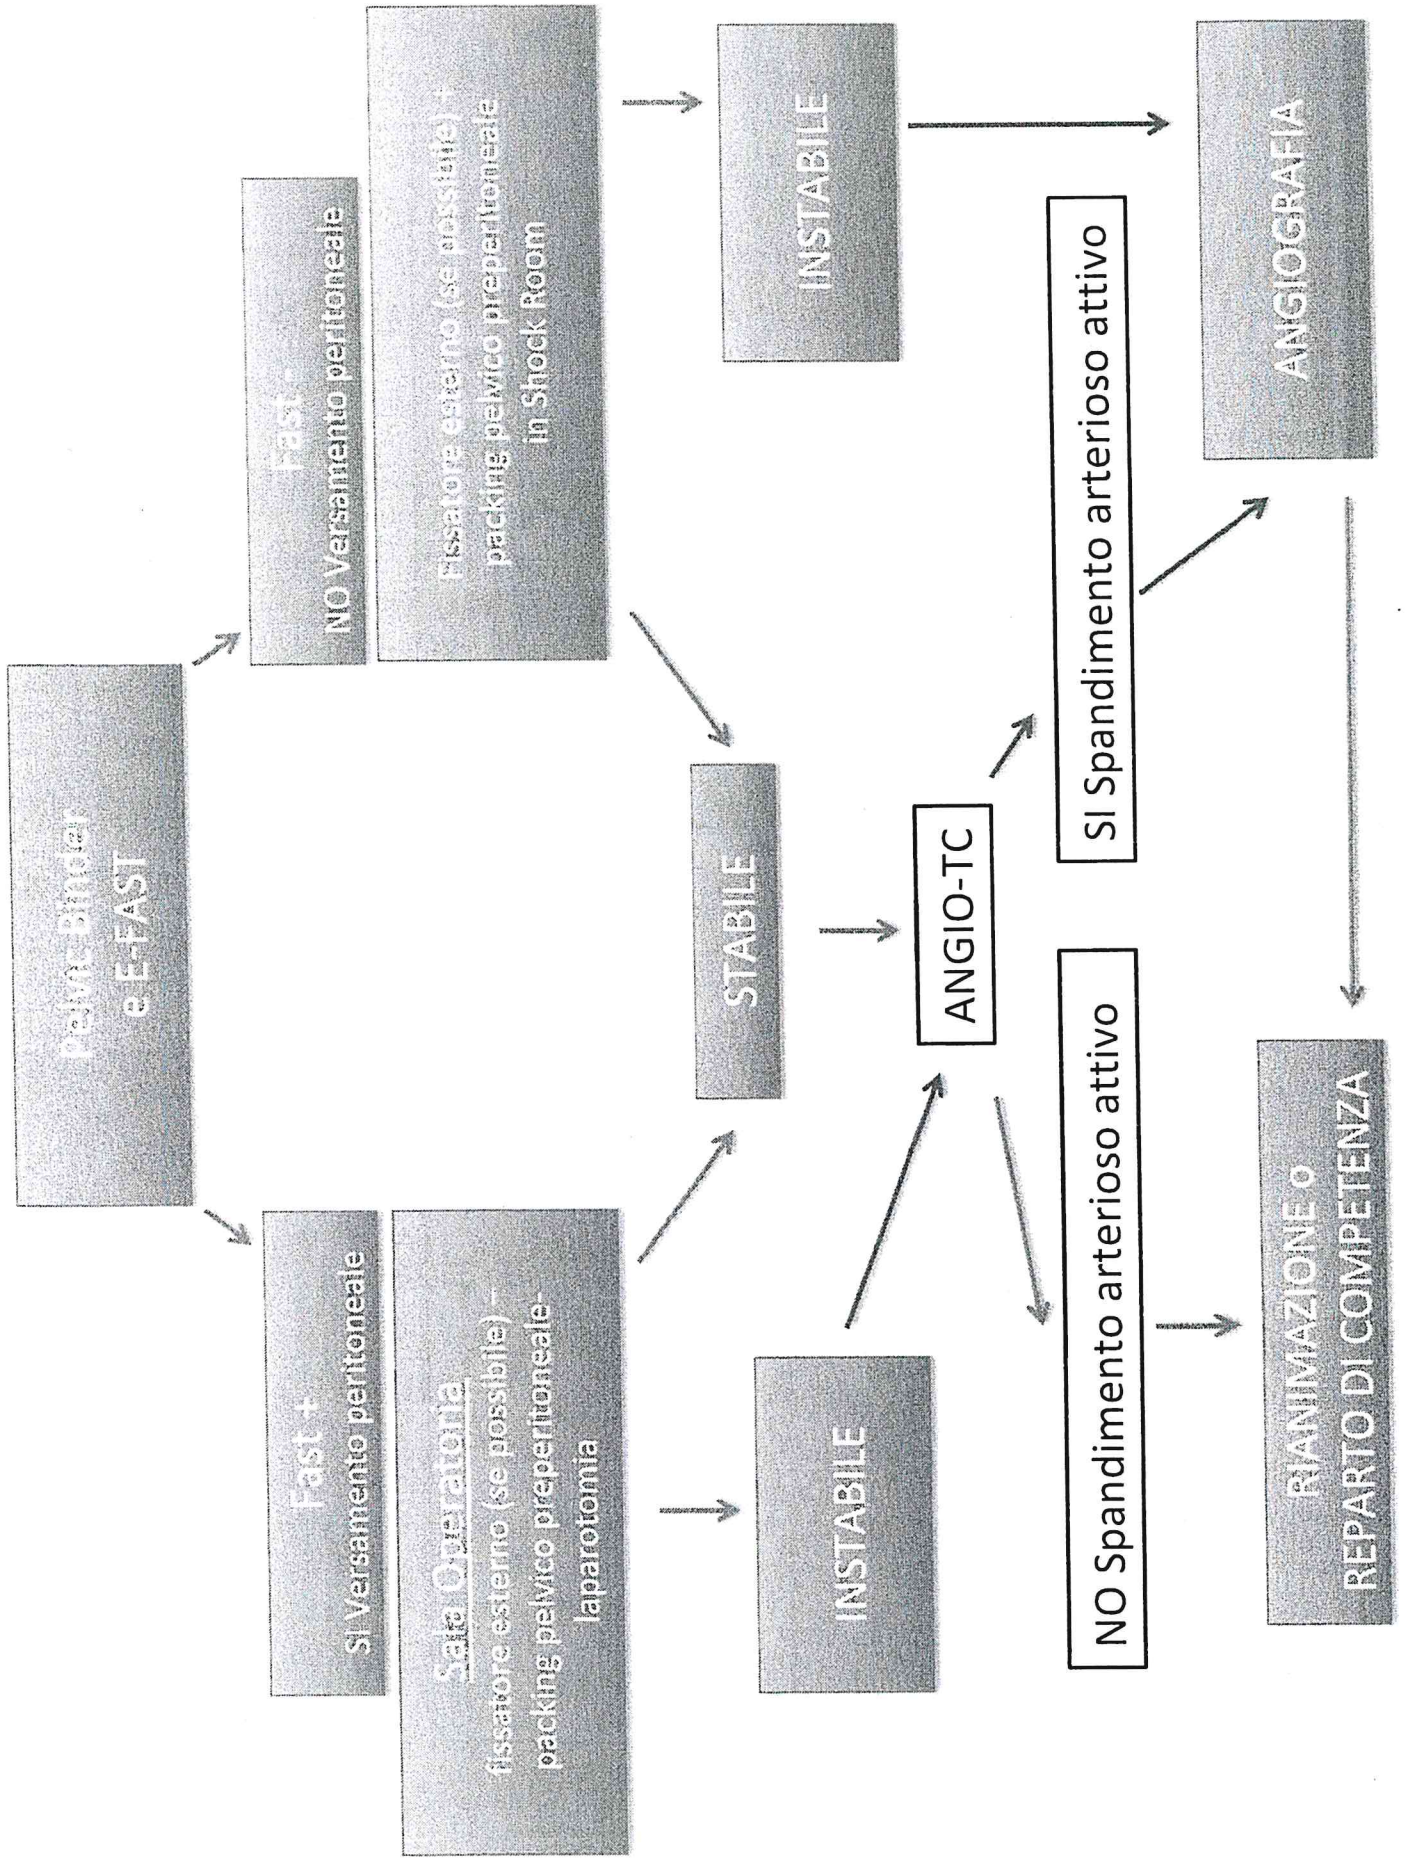 Pelvic Binder
e E-FAST
Fast +
SI Versamento peritoneale
Sala Operatoria
fissatore esterno (se possibile) –
packing pelvico preperitoneale-
laparotomia
Fast -
NO Versamento peritoneale
Fissatore esterno (se possibile) +
packing pelvico preperitoneale
in Shock Room
INSTABILE
STABILE
INSTABILE
ANGIO-TC
NO Spandimento arterioso attivo
SI Spandimento arterioso attivo
RIANIMAZIONE o
REPARTO DI COMPETENZA
ANGIOGRAFIA